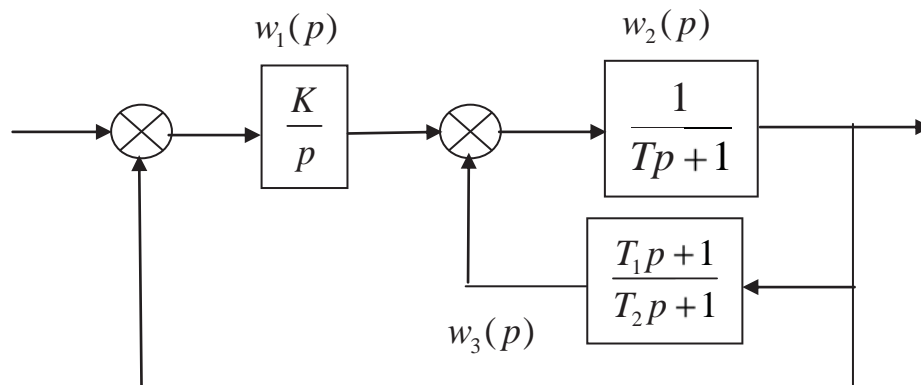 w₁(p)
K
p
w₂(p)
1
Tp + 1
T₁p + 1
T₂p + 1
w₃(p)